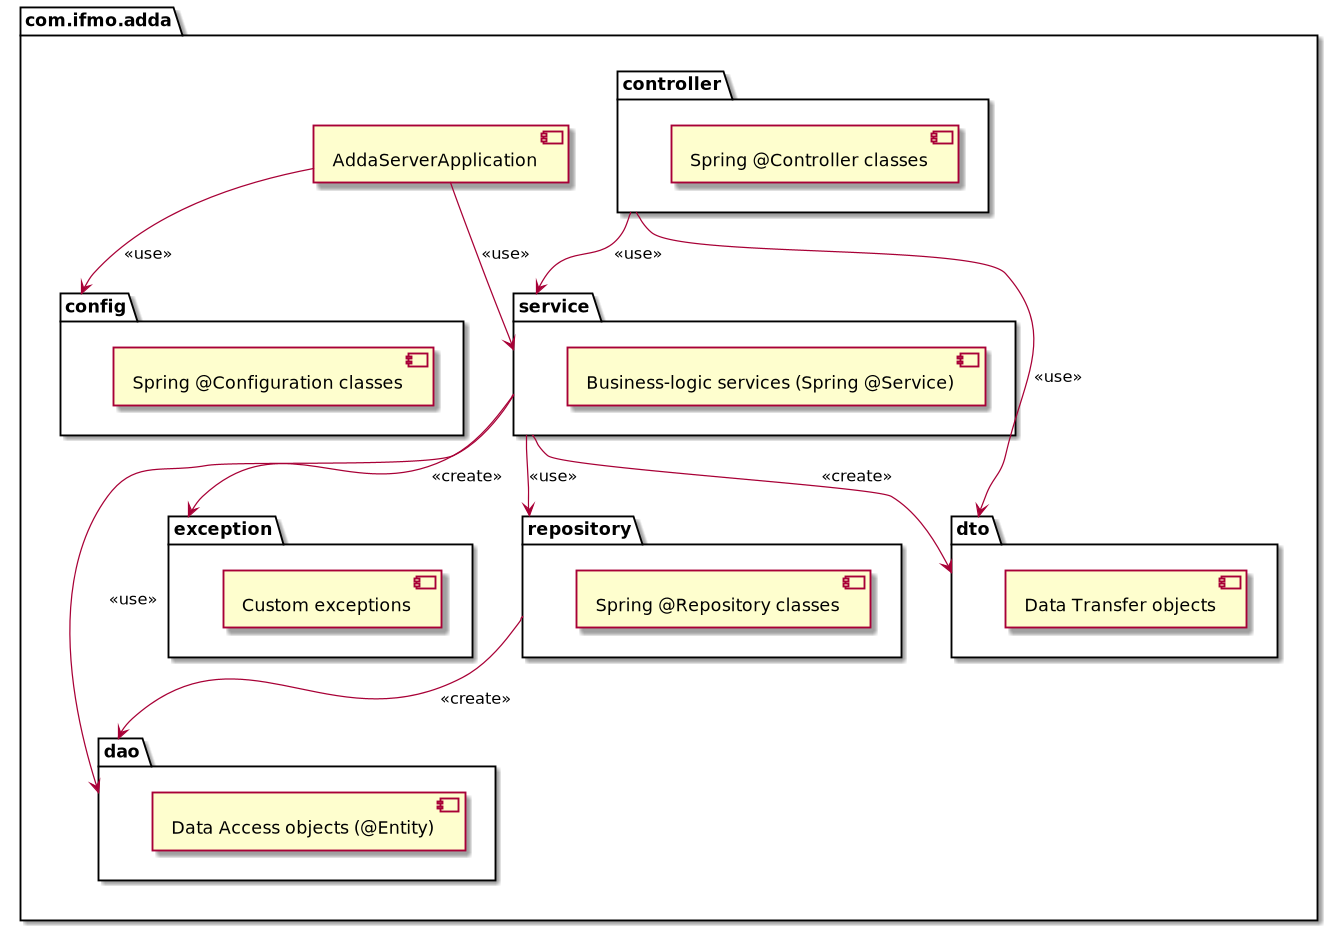 com.ifmo.adda
controller
AddaServerApplication
Spring @Controller classes
«use»
«use»
«use»
config
service
Spring @Configuration classes
Business-logic services (Spring @Service)
«use»
«create»
«use»
«create»
exception
repository
dto
Custom exceptions
Spring @Repository classes
Data Transfer objects
«use»
«create»
dao
Data Access objects (@Entity)